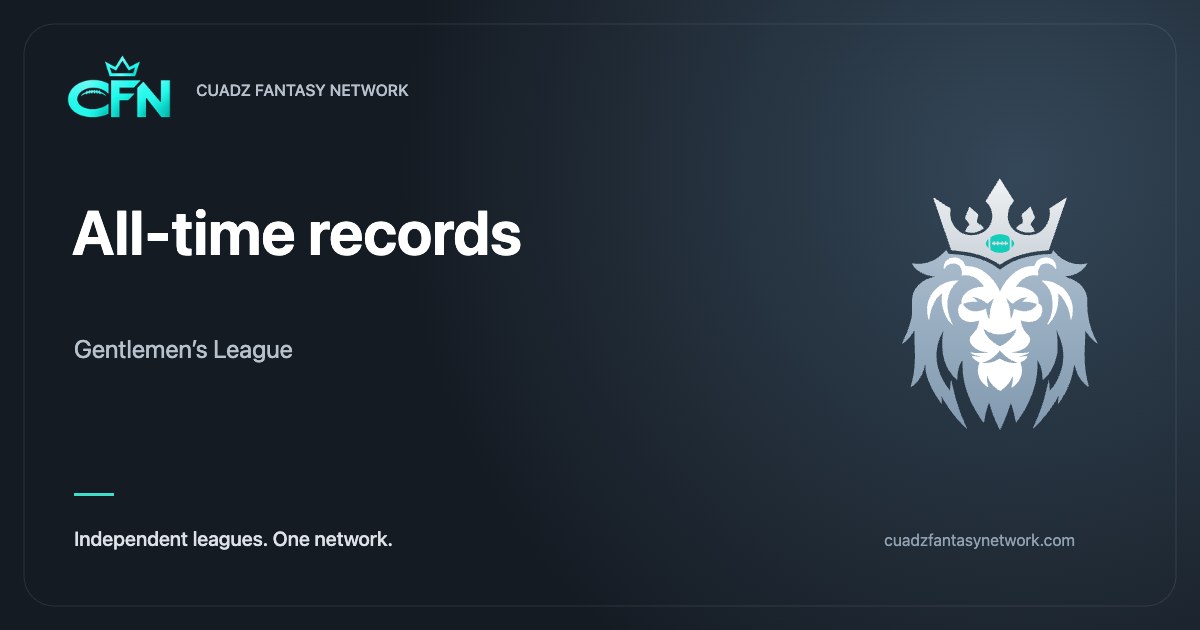 CFN
CUADZ FANTASY NETWORK
All-time records
Gentlemen’s League
Independent leagues. One network.
cuadzfantasynetwork.com